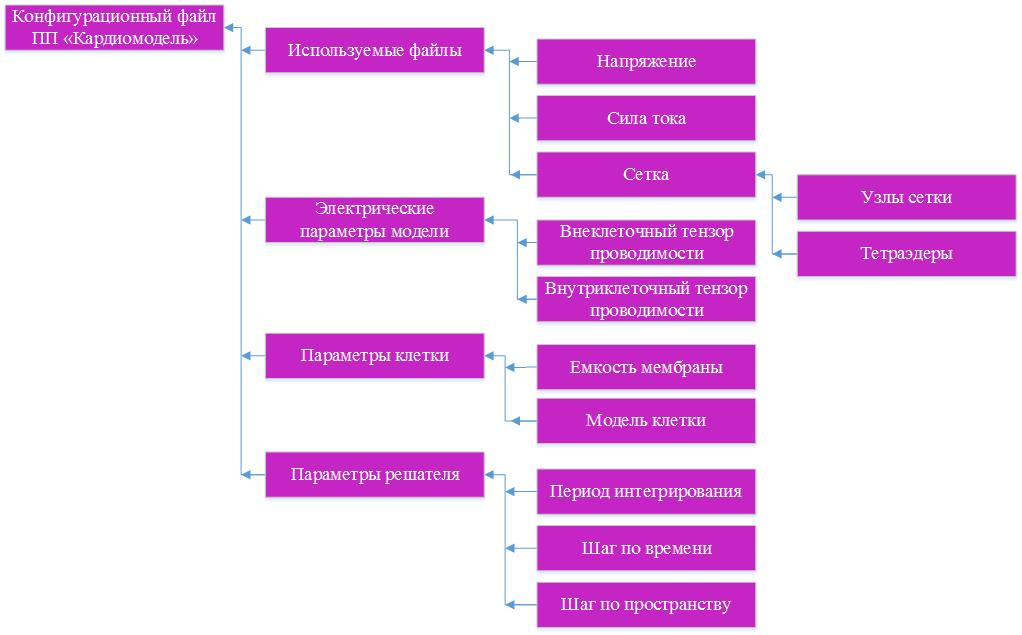 Конфигурационный файл
ПП «Кардиомодель»
Используемые файлы
Напряжение
Сила тока
Сетка
Узлы сетки
Тетраэдеры
Электрические
параметры модели
Внеклеточный тензор
проводимости
Внутриклеточный тензор
проводимости
Параметры клетки
Емкость мембраны
Модель клетки
Параметры решателя
Период интегрирования
Шаг по времени
Шаг по пространству